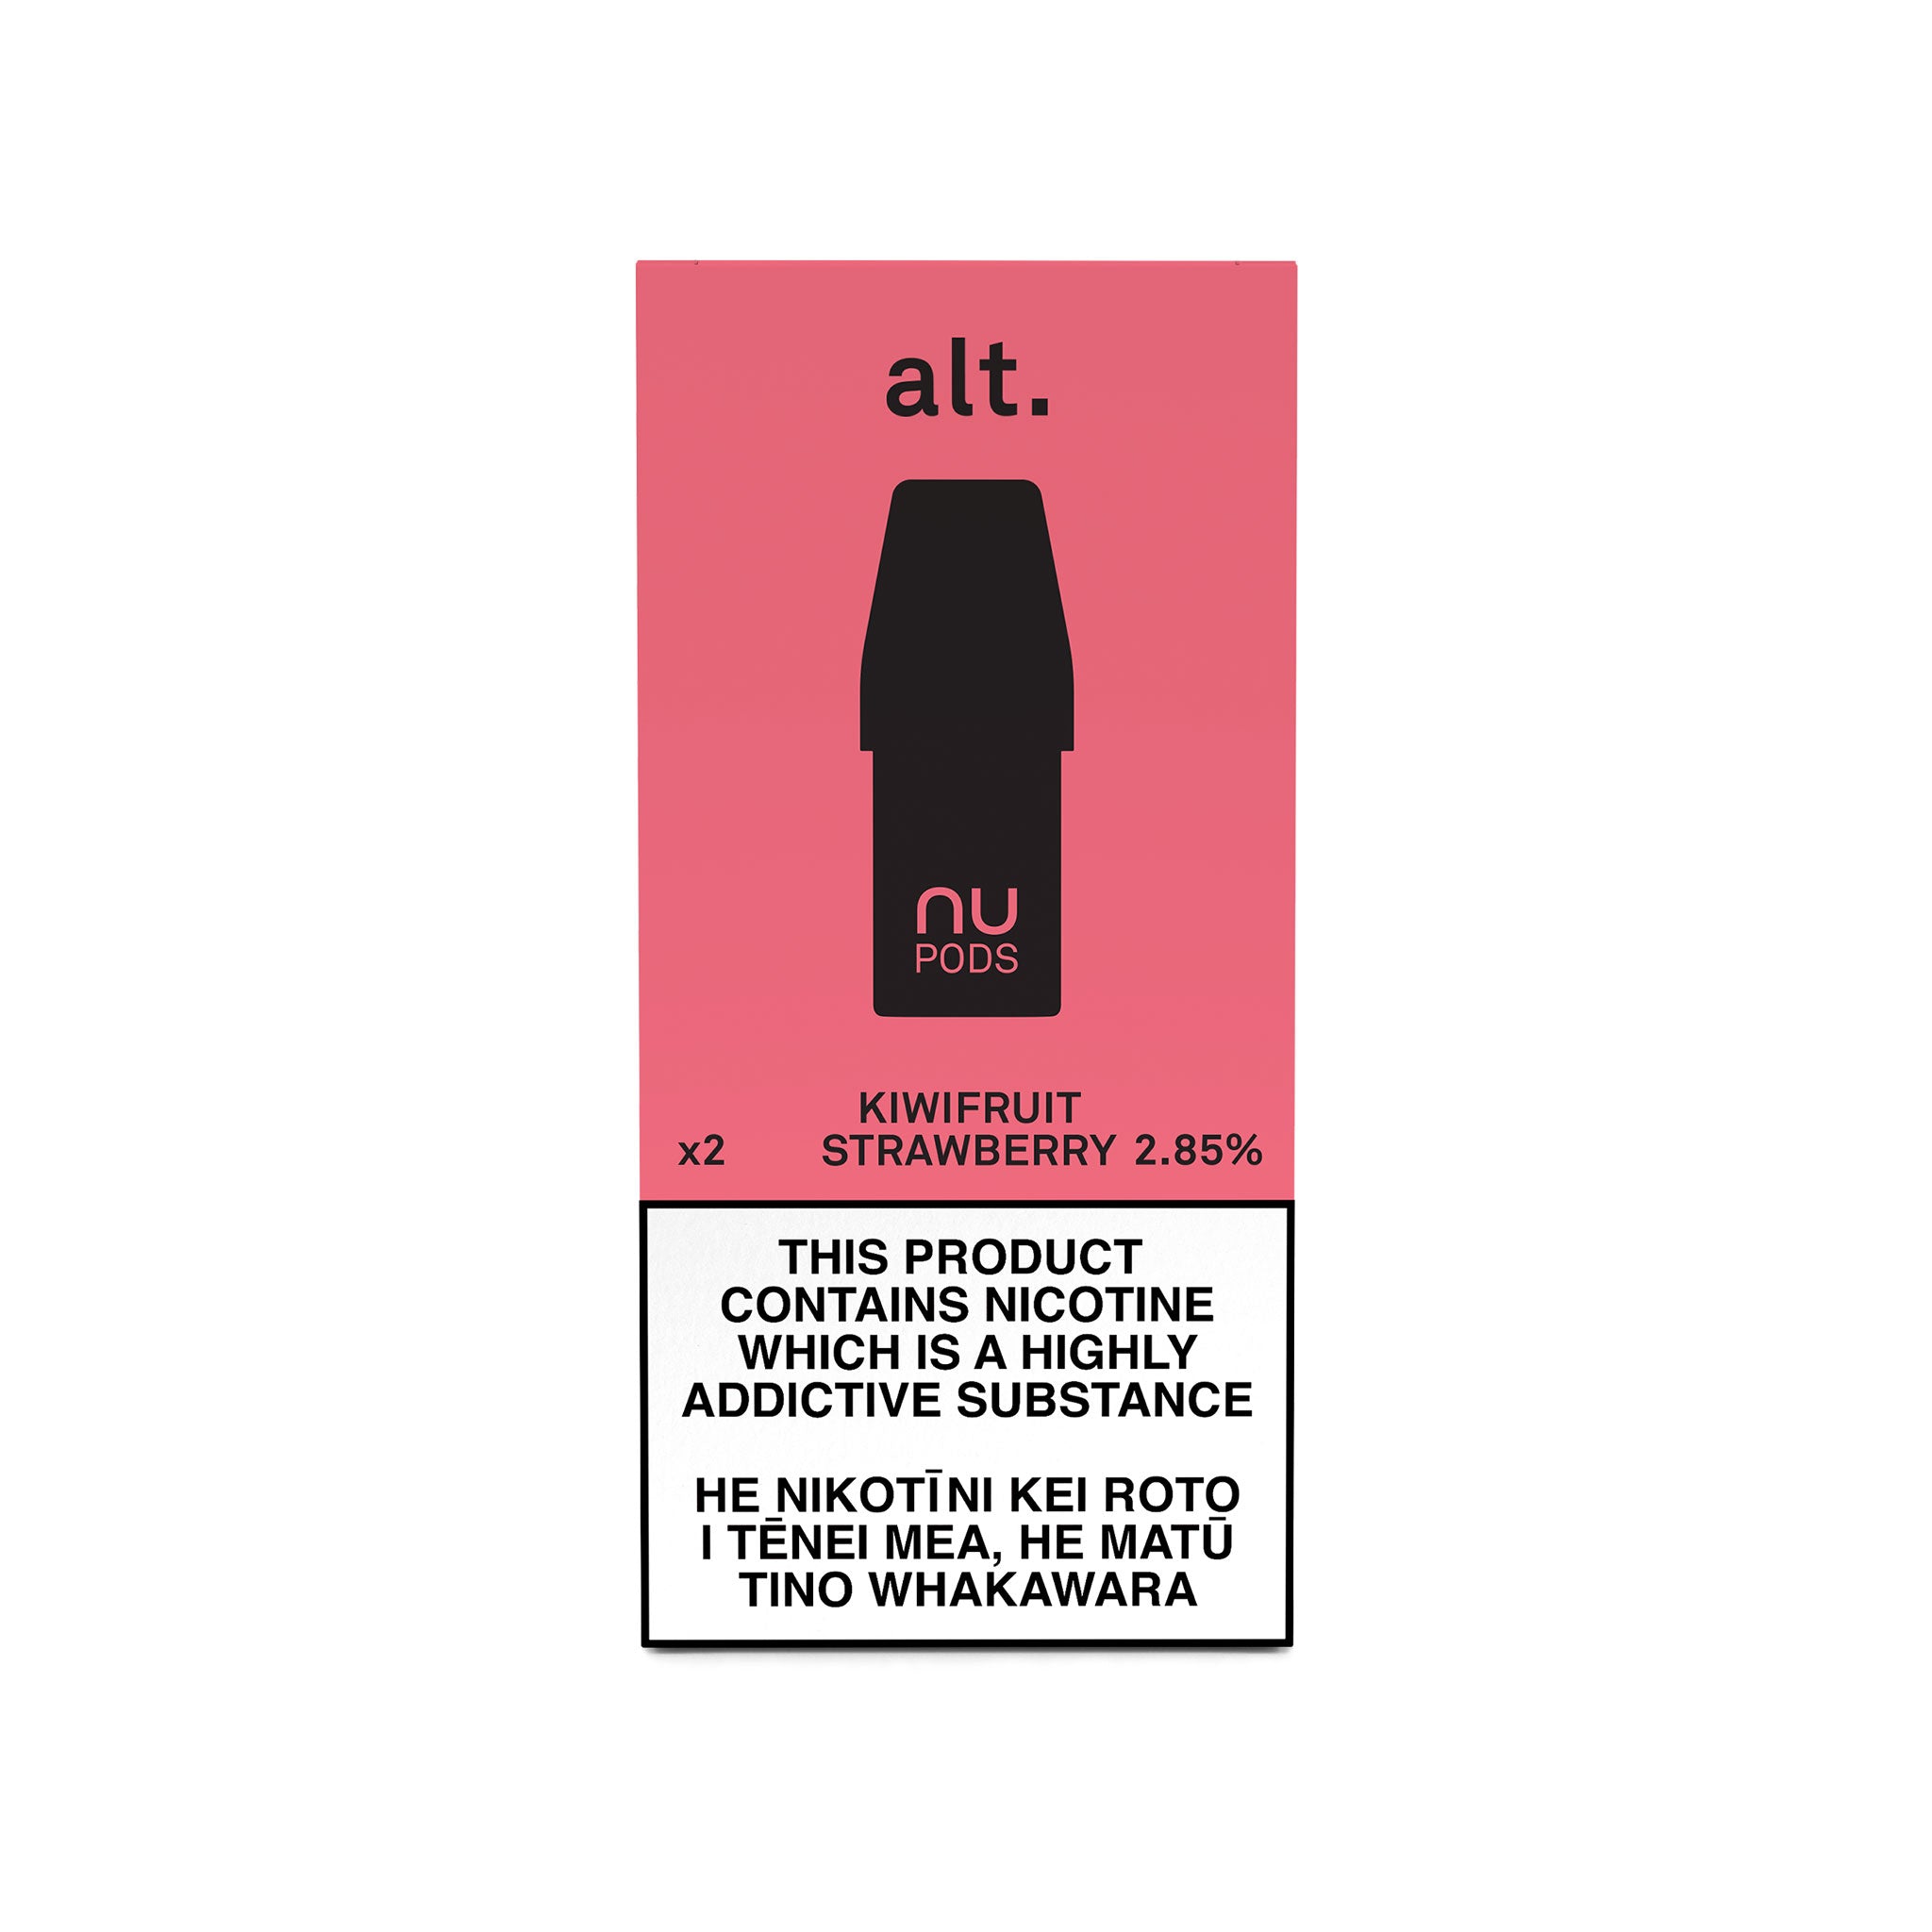 alt.
nu
PODS
KIWIFRUIT
x2 STRAWBERRY 2.85%
THIS PRODUCT
CONTAINS NICOTINE
WHICH IS A HIGHLY
ADDICTIVE SUBSTANCE
HE NIKOTĪNI KEI ROTO
I TĒNEI MEA, HE MATŪ
TINO WHAKAWARA